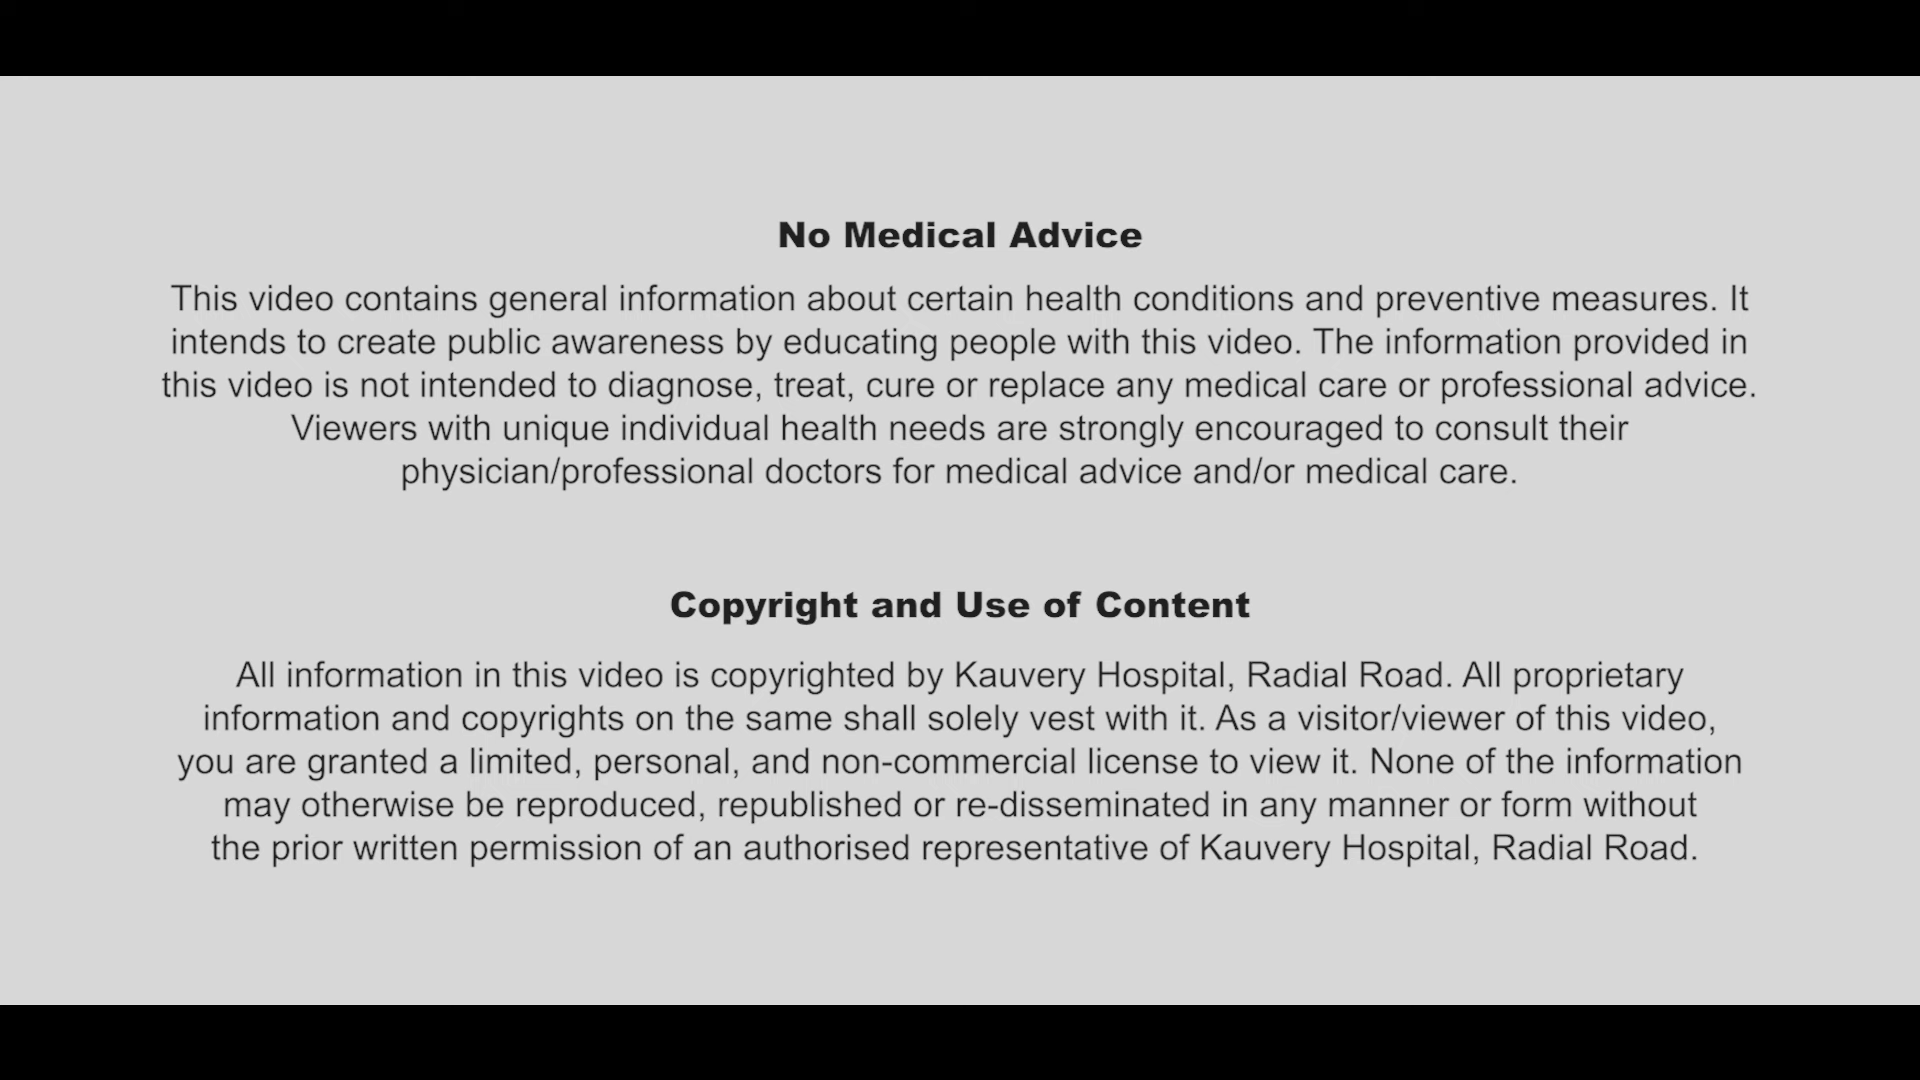 No Medical Advice
This video contains general information about certain health conditions and preventive measures. It
intends to create public awareness by educating people with this video. The information provided in
this video is not intended to diagnose, treat, cure or replace any medical care or professional advice.
Viewers with unique individual health needs are strongly encouraged to consult their
physician/professional doctors for medical advice and/or medical care.
Copyright and Use of Content
All information in this video is copyrighted by Kauvery Hospital, Radial Road. All proprietary
information and copyrights on the same shall solely vest with it. As a visitor/viewer of this video,
you are granted a limited, personal, and non-commercial license to view it. None of the information
may otherwise be reproduced, republished or re-disseminated in any manner or form without
the prior written permission of an authorised representative of Kauvery Hospital, Radial Road.